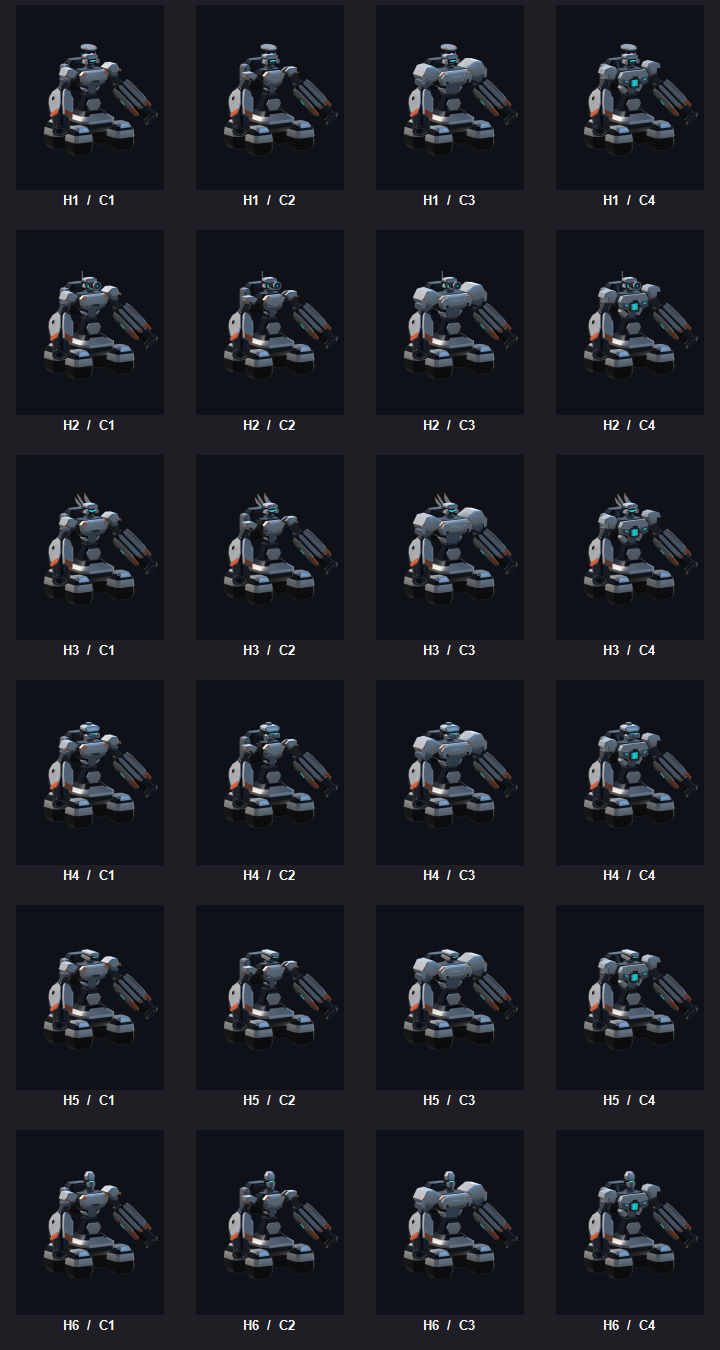 H1 / C1
H1 / C2
H1 / C3
H1 / C4
H2 / C1
H2 / C2
H2 / C3
H2 / C4
H3 / C1
H3 / C2
H3 / C3
H3 / C4
H4 / C1
H4 / C2
H4 / C3
H4 / C4
H5 / C1
H5 / C2
H5 / C3
H5 / C4
H6 / C1
H6 / C2
H6 / C3
H6 / C4